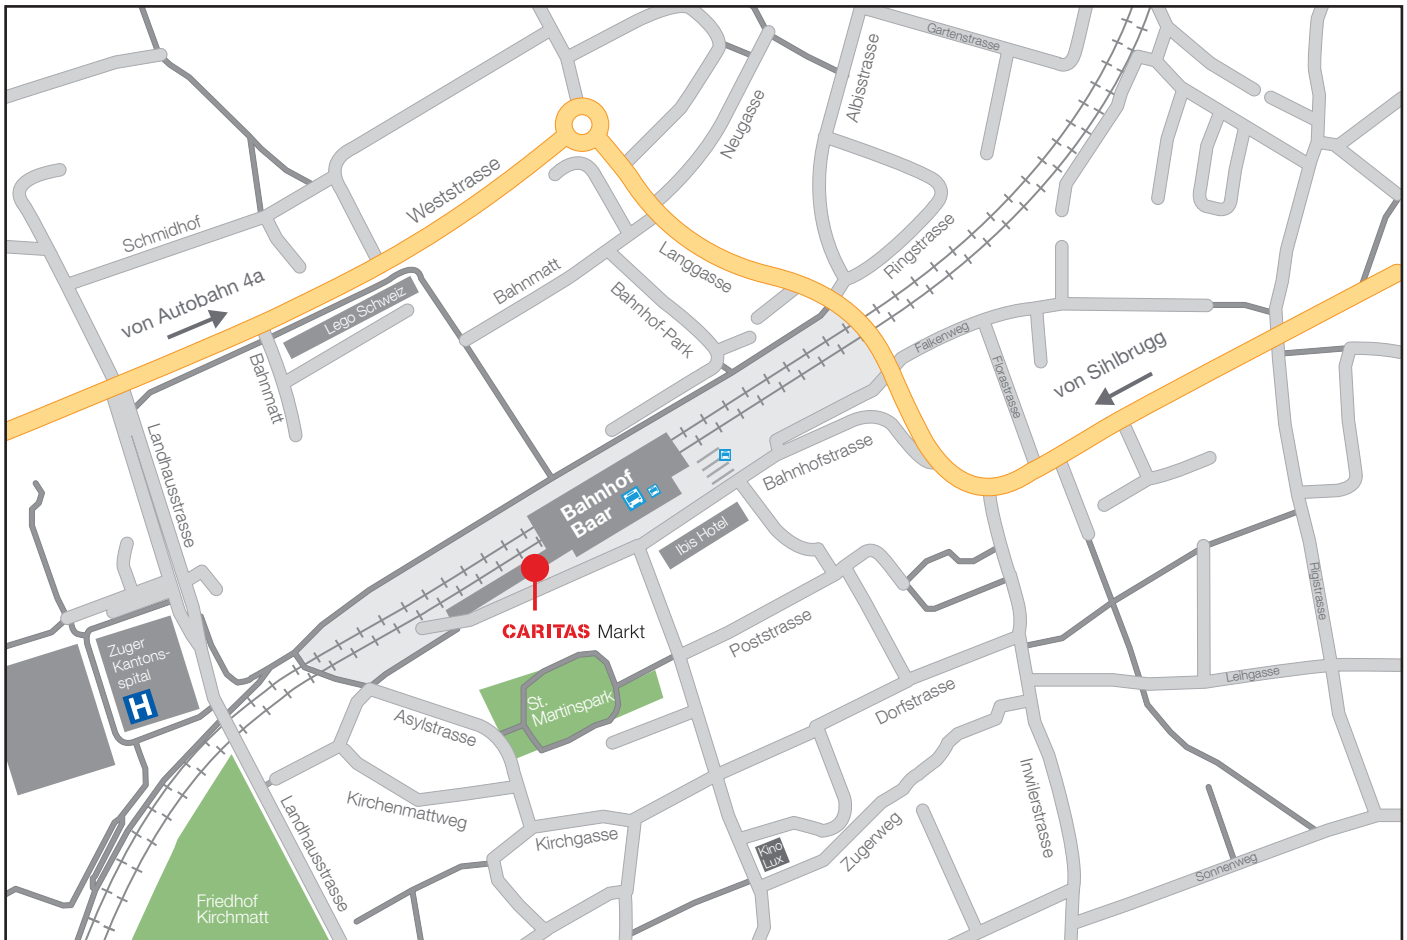 Gartenstrasse
Albisstrasse
Neugasse
Weststrasse
Schmidhof
Ringstrasse
Langgasse
Bahnmatt
von Autobahn 4a
Lego Schweiz
Bahnhof-Park
Falkenweg
von Sihlbrugg
Florastrasse
Bahnmatt
Landhausstrasse
Bahnhofstrasse
Bahnhof
Baar
Ibis Hotel
Rigistrasse
CARITAS Markt
Poststrasse
Zuger
Kantons-
spital
H
St.
Martinspark
Leihgasse
Dorfstrasse
Asylstrasse
Inwilerstrasse
Kirchenmattweg
Landhausstrasse
Kirchgasse
Zugerweg
Kino
Lux
Sonnenweg
Friedhof
Kirchmatt